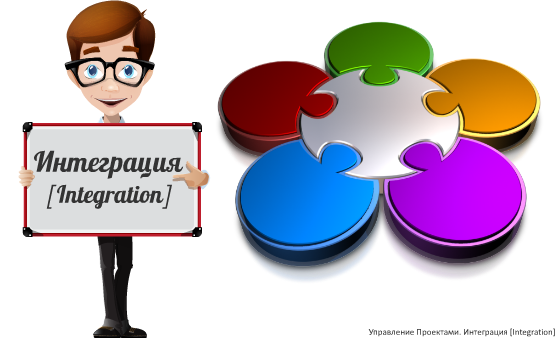 Интеграция
[Integration]
Управление Проектами. Интеграция [Integration]